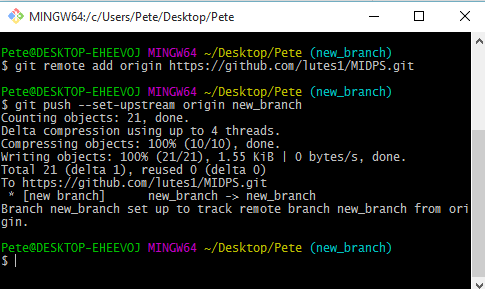 MINGW64:/c/Users/Pete/Desktop/Pete
Pete@DESKTOP-EHEEVOJ MINGW64 ~/Desktop/Pete (new_branch)
$ git remote add origin https://github.com/lutes1/MIDPS.git
Pete@DESKTOP-EHEEVOJ MINGW64 ~/Desktop/Pete (new_branch)
$ git push --set-upstream origin new_branch
Counting objects: 21, done.
Delta compression using up to 4 threads.
Compressing objects: 100% (10/10), done.
Writing objects: 100% (21/21), 1.55 KiB | 0 bytes/s, done.
Total 21 (delta 1), reused 0 (delta 0)
To https://github.com/lutes1/MIDPS.git
 * [new branch]      new_branch -> new_branch
Branch new_branch set up to track remote branch new_branch from ori
gin.
Pete@DESKTOP-EHEEVOJ MINGW64 ~/Desktop/Pete (new_branch)
$